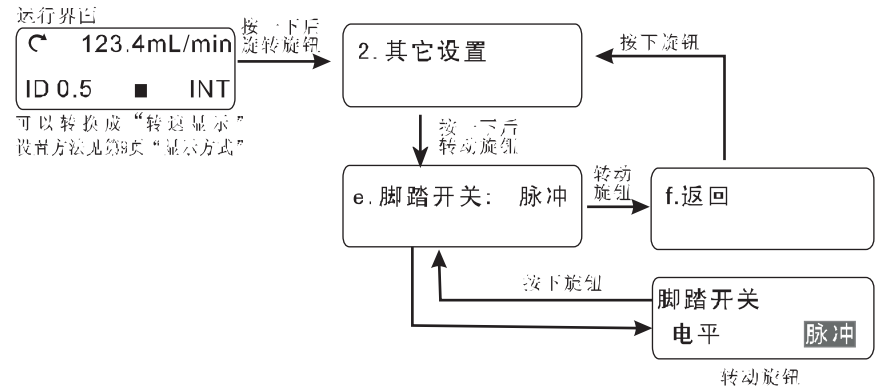 运行界面
123.4mL/min
ID 0.5 ■ INT
可以转换成“转速显示”
设置方法见第9页“显示方式”
按一下后
旋转旋钮
2.其它设置
按下旋钮
按一下后
转动旋钮
e.脚踏开关: 脉冲
转动
旋钮
f.返回
按下旋钮
脚踏开关
电平 脉冲
转动旋钮